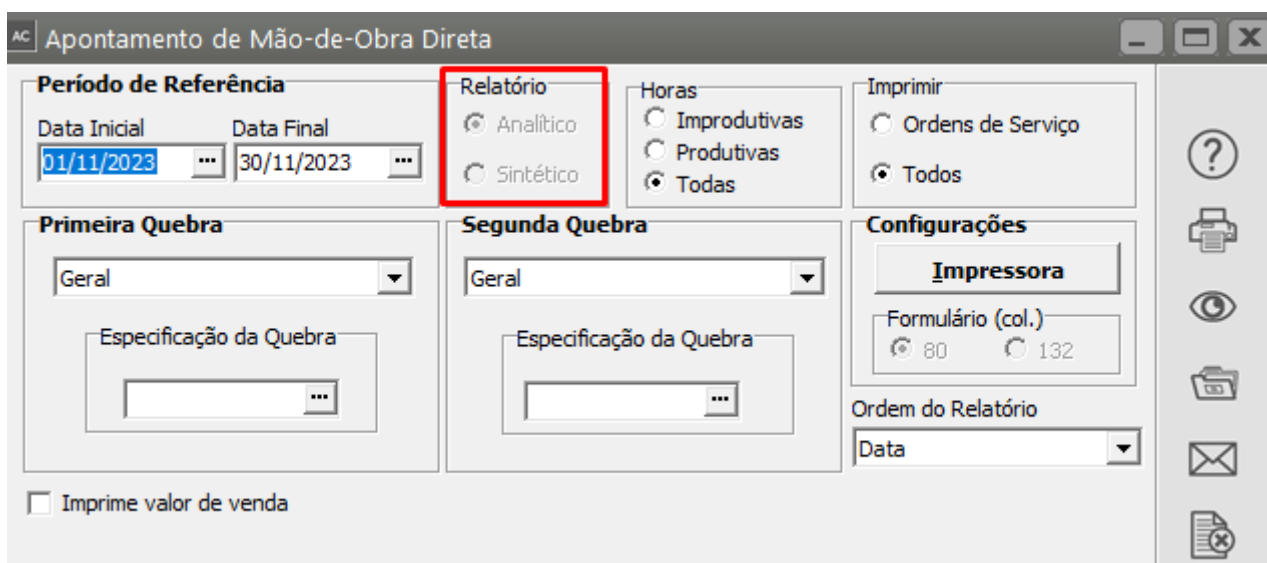 AC Apontamento de Mão-de-Obra Direta
Período de Referência
Data Inicial Data Final
01/11/2023 ... 30/11/2023 ...
Relatório
Analítico
Sintético
Horas
Improdutivas
Produtivas
Todas
Imprimir
Ordens de Serviço
Todos
Primeira Quebra
Geral
Especificação da Quebra
...
Segunda Quebra
Geral
Especificação da Quebra
...
Configurações
Impressora
Formulário (col.)
80 132
Ordem do Relatório
Data
Imprime valor de venda
?